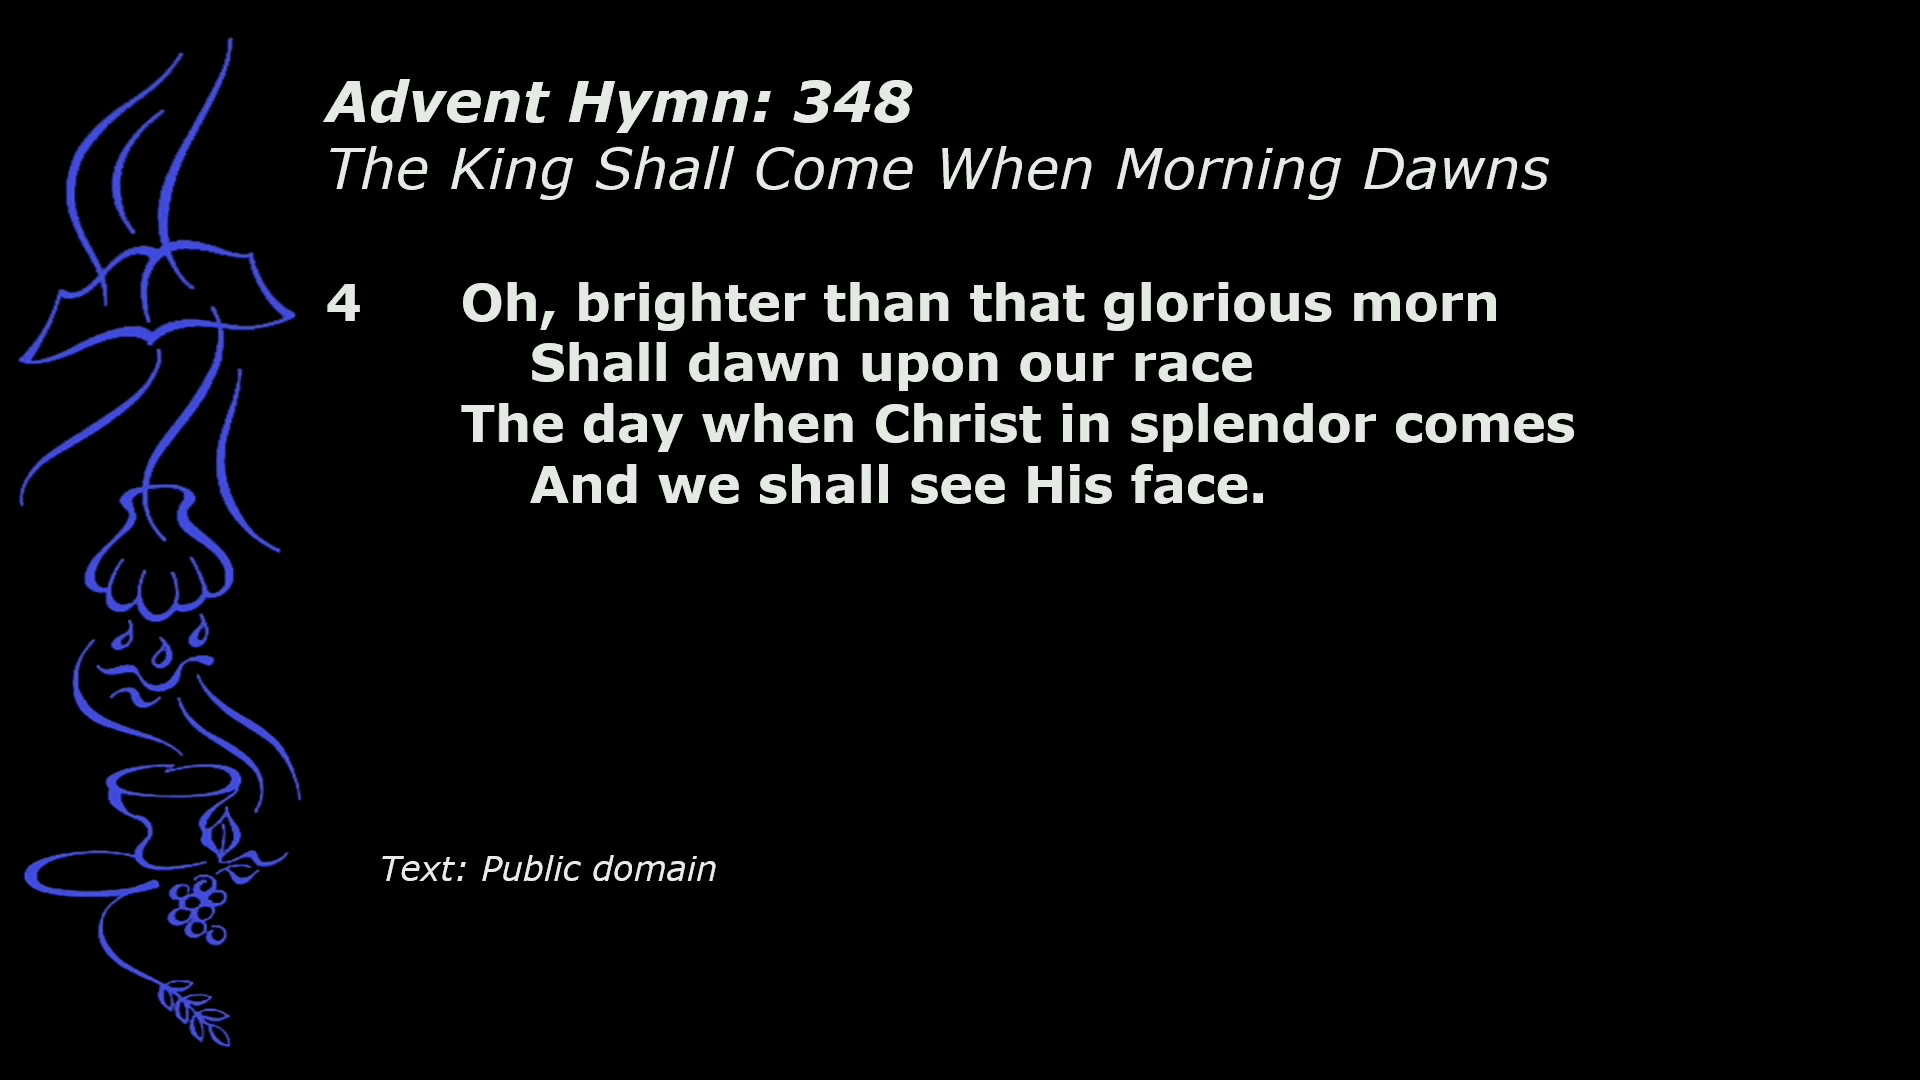 Advent Hymn: 348
The King Shall Come When Morning Dawns
4 Oh, brighter than that glorious morn
Shall dawn upon our race
The day when Christ in splendor comes
And we shall see His face.
Text: Public domain